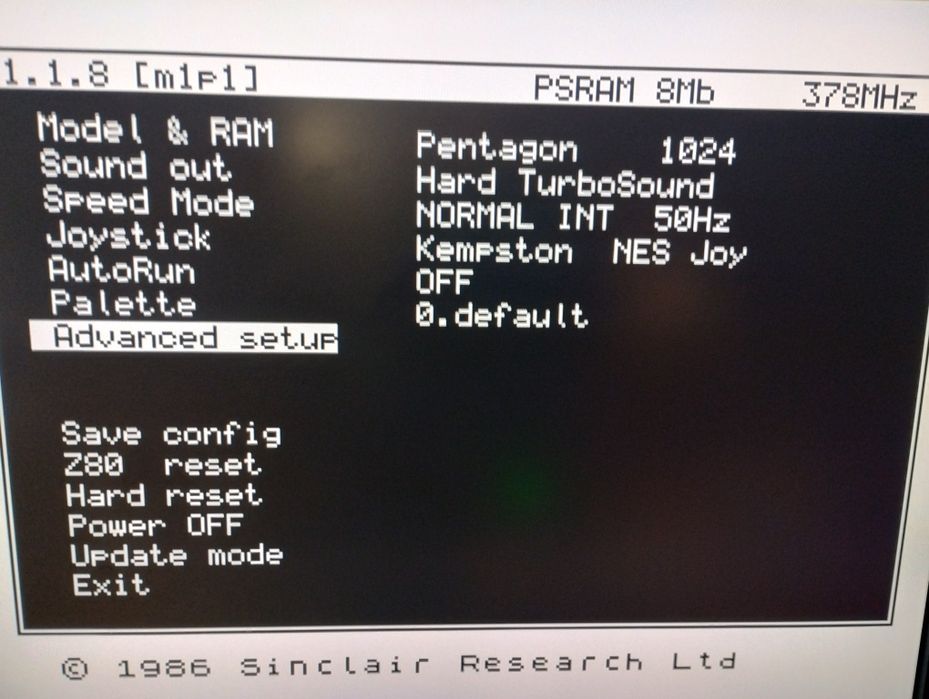 1.1.8 [m1p1] PSRAM 8Mb 378MHz
Model & RAM Pentagon 1024
Sound out Hard TurboSound
Speed Mode NORMAL INT 50Hz
Joystick Kempston NES Joy
AutoRun OFF
Palette 0.default
Advanced setup
Save config
Z80 reset
Hard reset
Power OFF
Update mode
Exit
© 1986 Sinclair Research Ltd